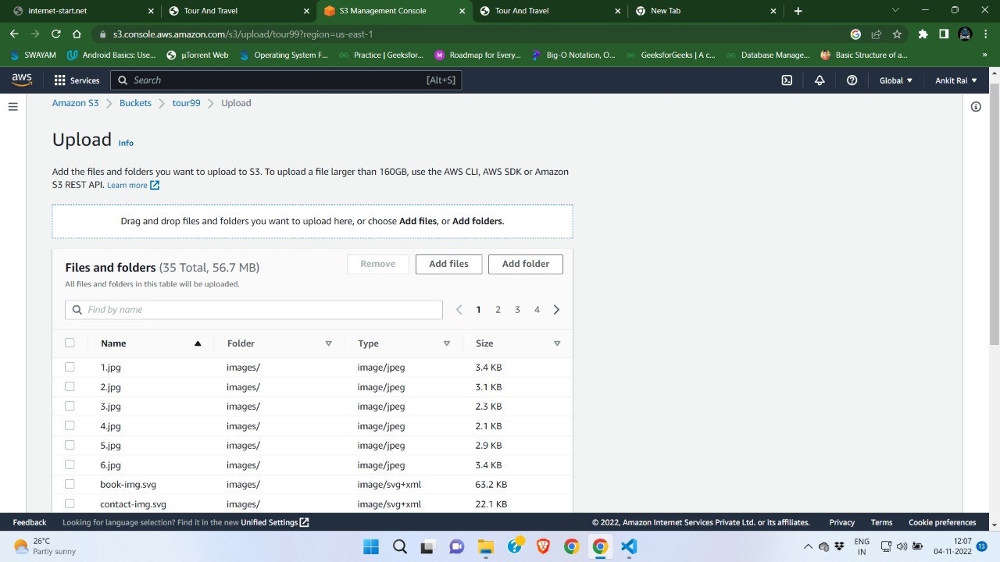 internet-start.net
Tour And Travel
S3 Management Console
Tour And Travel
New Tab
s3.console.aws.amazon.com/s3/upload/tour99?region=us-east-1
SWAYAM
Android Basics: Use...
µTorrent Web
Operating System F...
Practice | Geeksfor...
Roadmap for Every...
Big-O Notation, O...
GeeksforGeeks | A c...
Database Manage...
Basic Structure of a...
»
aws
Services
Search
[Alt+S]
Global
Ankit Rai
Amazon S3
Buckets
tour99
Upload
Upload Info
Add the files and folders you want to upload to S3. To upload a file larger than 160GB, use the AWS CLI, AWS SDK or Amazon
S3 REST API. Learn more
Drag and drop files and folders you want to upload here, or choose Add files, or Add folders.
Files and folders (35 Total, 56.7 MB)
Remove
Add files
Add folder
All files and folders in this table will be uploaded.
Find by name
1 2 3 4
Name Folder Type Size
1.jpg images/ image/jpeg 3.4 KB
2.jpg images/ image/jpeg 3.1 KB
3.jpg images/ image/jpeg 2.3 KB
4.jpg images/ image/jpeg 2.1 KB
5.jpg images/ image/jpeg 2.9 KB
6.jpg images/ image/jpeg 3.4 KB
book-img.svg images/ image/svg+xml 63.2 KB
contact-img.svg images/ image/svg+xml 22.1 KB
Feedback
Looking for language selection? Find it in the new Unified Settings
© 2022, Amazon Internet Services Private Ltd. or its affiliates.
Privacy
Terms
Cookie preferences
26°C
Partly sunny
ENG
IN
12:07
04-11-2022
13